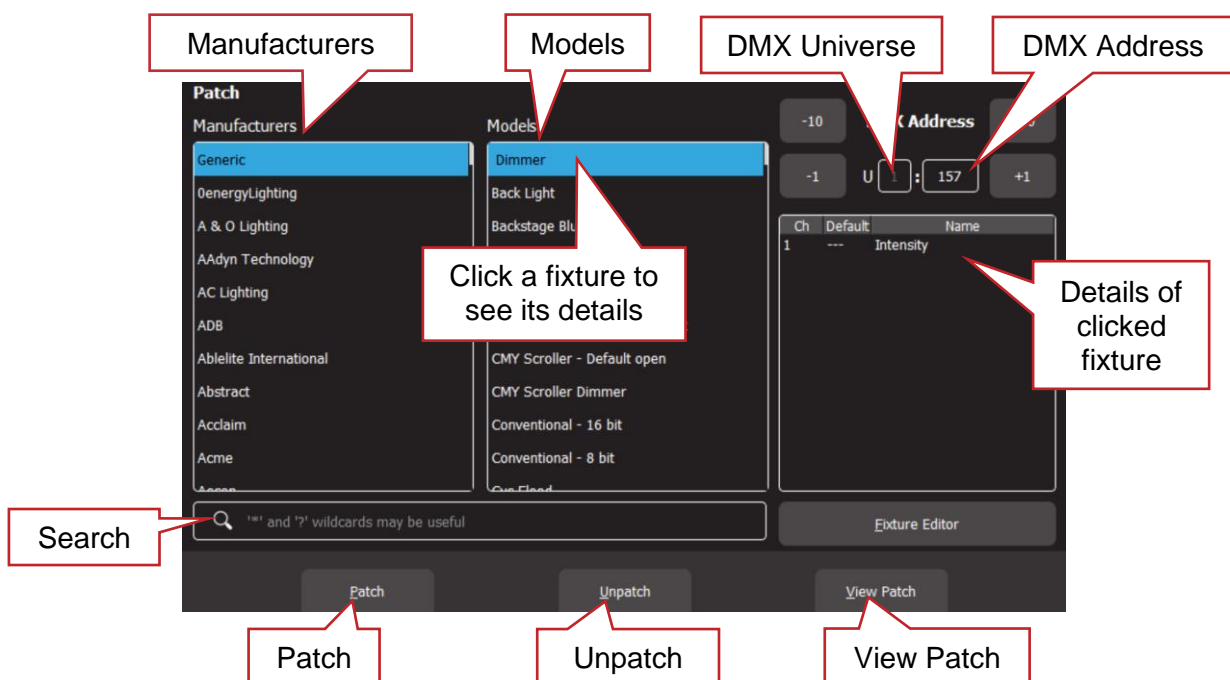 Manufacturers
Models
DMX Universe
DMX Address
Patch
Manufacturers
Models
-10
X Address
Generic
Dimmer
-1
U
:
157
+1
0energyLighting
Back Light
A & O Lighting
Backstage
Ch Default Name
1 --- Intensity
AAdyn Technology
Click a fixture to
see its details
AC Lighting
Details of
clicked
fixture
ADB
Ablelite International
CMY Scroller - Default open
Abstract
CMY Scroller Dimmer
Acclaim
Conventional - 16 bit
Acme
Conventional - 8 bit
Search
'*' and '?' wildcards may be useful
Fixture Editor
Patch
Unpatch
View Patch
Patch
Unpatch
View Patch